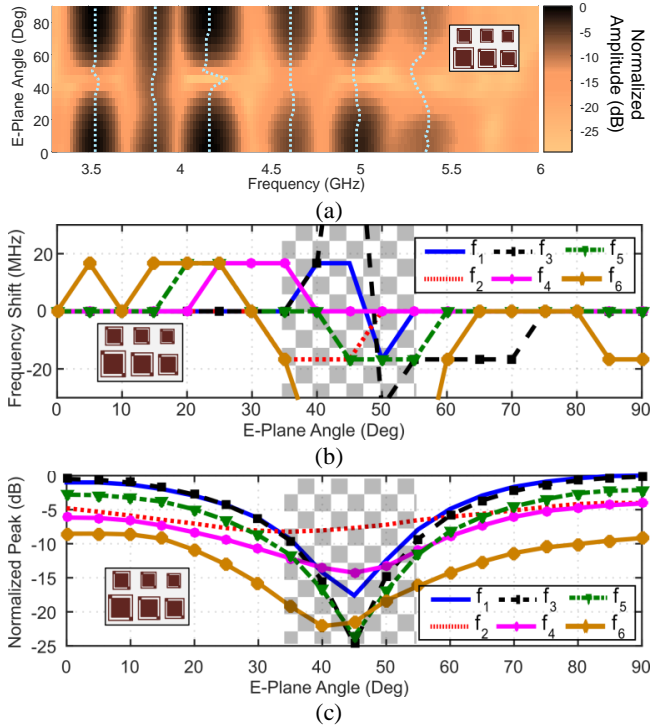 E-Plane Angle (Deg)
80
60
40
20
0
3.5
4
4.5
5
5.5
6
Frequency (GHz)
0
-5
-10
-15
-20
-25
Normalized
Amplitude (dB)
(a)
Frequency Shift (MHz)
20
0
-20
f1 f3 f5
f2 f4 f6
0 10 20 30 40 50 60 70 80 90
E-Plane Angle (Deg)
(b)
Normalized Peak (dB)
0
-5
-10
-15
-20
-25
f1 f3 f5
f2 f4 f6
0 10 20 30 40 50 60 70 80 90
E-Plane Angle (Deg)
(c)